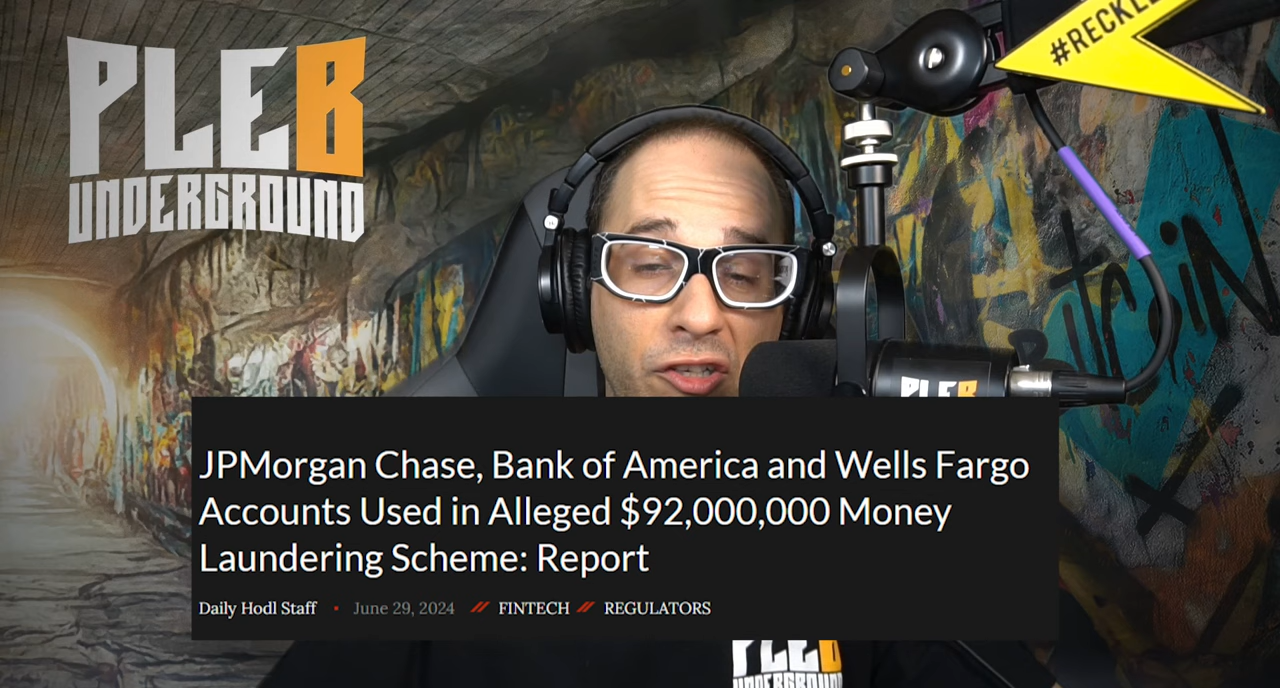 PLEB
UNDERGROUND
PLEB
JPMorgan Chase, Bank of America and Wells Fargo
Accounts Used in Alleged $92,000,000 Money
Laundering Scheme: Report
Daily Hodl Staff • June 29, 2024 // FINTECH // REGULATORS
PLEB
UNDERGROUND